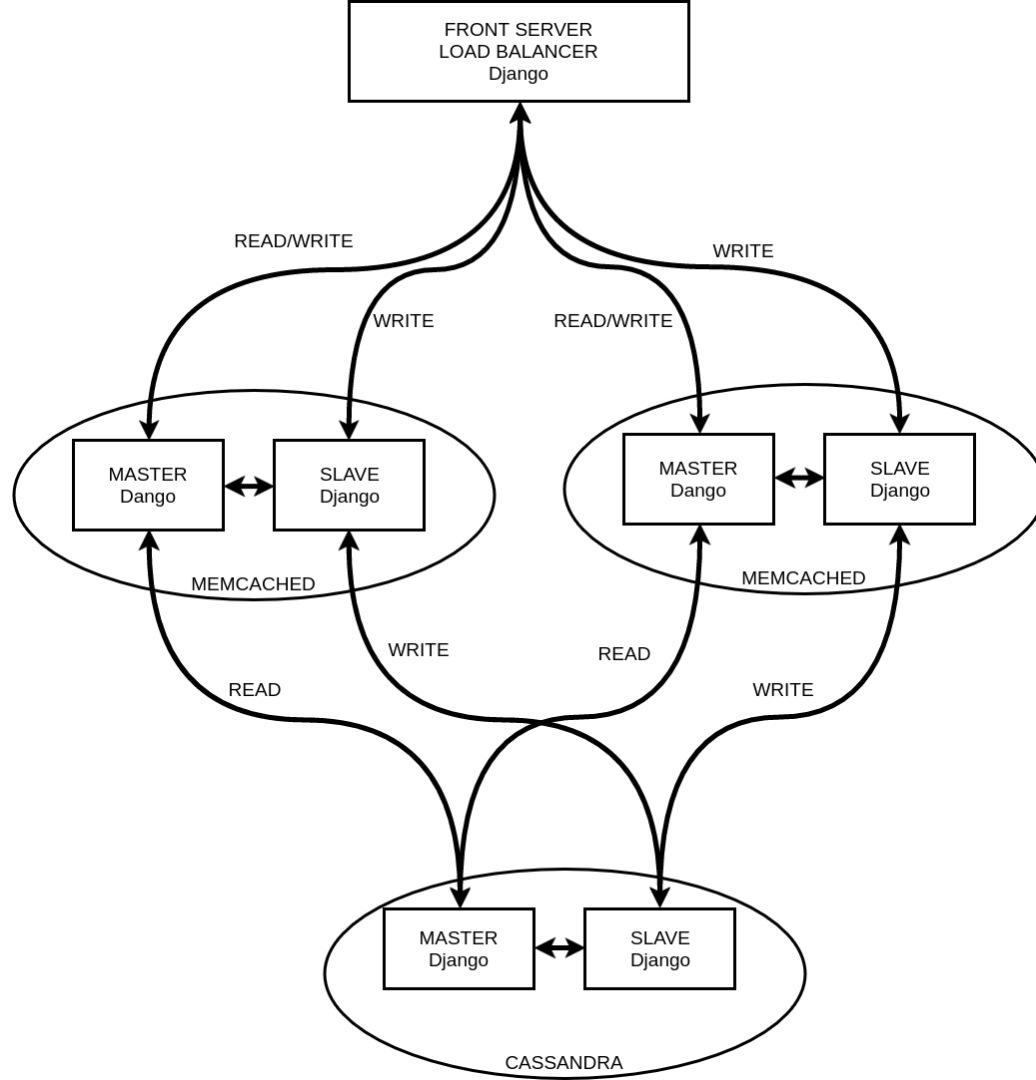 FRONT SERVER
LOAD BALANCER
Django
READ/WRITE
WRITE
WRITE
READ/WRITE
MASTER
Dango
SLAVE
Django
MEMCACHED
MASTER
Dango
SLAVE
Django
MEMCACHED
WRITE
READ
READ
WRITE
MASTER
Django
SLAVE
Django
CASSANDRA